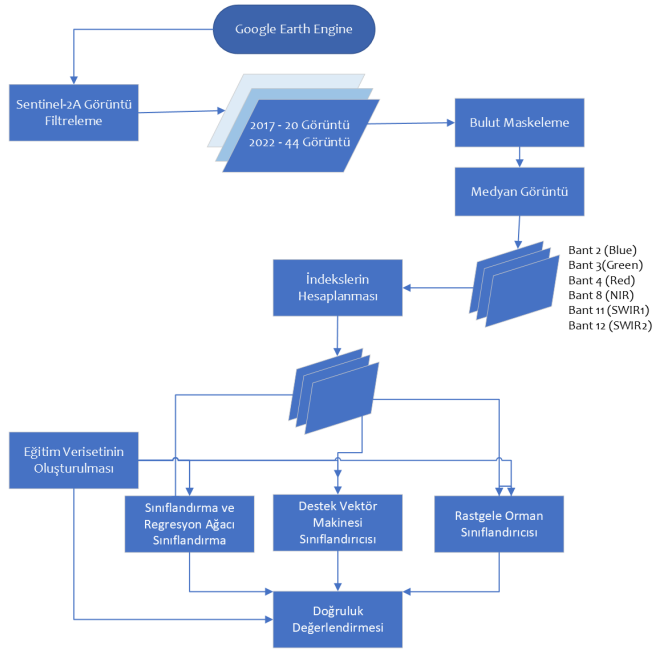 Google Earth Engine
Sentinel-2A Görüntü
Filtreleme
2017 - 20 Görüntü
2022 - 44 Görüntü
Bulut Maskeleme
Medyan Görüntü
Bant 2 (Blue)
Bant 3(Green)
Bant 4 (Red)
Bant 8 (NIR)
Bant 11 (SWIR1)
Bant 12 (SWIR2)
İndekslerin
Hesaplanması
Eğitim Verisetinin
Oluşturulması
Sınıflandırma ve
Regresyon Ağacı
Sınıflandırma
Destek Vektör
Makinesi
Sınıflandırıcısı
Rastgele Orman
Sınıflandırıcısı
Doğruluk
Değerlendirmesi